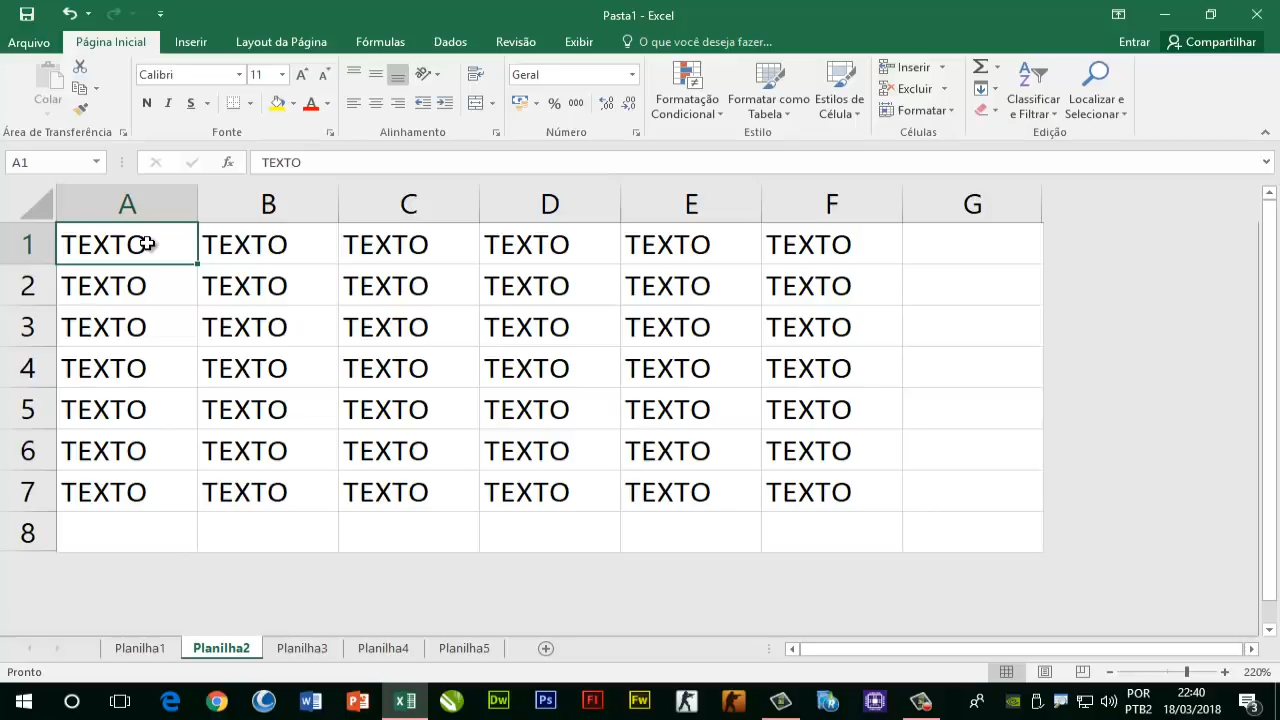 Pasta1 - Excel
Arquivo Página Inicial Inserir Layout da Página Fórmulas Dados Revisão Exibir O que você deseja fazer... Entrar Compartilhar
Colar
Área de Transferência
Calibri 11
N I S
Fonte
Alinhamento
Geral
% 000
Número
Formatação Condicional
Formatar como Tabela
Estilos de Célula
Estilo
Inserir
Excluir
Formatar
Células
Classificar e Filtrar
Localizar e Selecionar
Edição
A1 fx TEXTO
A B C D E F G
1 TEXTO TEXTO TEXTO TEXTO TEXTO TEXTO
2 TEXTO TEXTO TEXTO TEXTO TEXTO TEXTO
3 TEXTO TEXTO TEXTO TEXTO TEXTO TEXTO
4 TEXTO TEXTO TEXTO TEXTO TEXTO TEXTO
5 TEXTO TEXTO TEXTO TEXTO TEXTO TEXTO
6 TEXTO TEXTO TEXTO TEXTO TEXTO TEXTO
7 TEXTO TEXTO TEXTO TEXTO TEXTO TEXTO
8
Planilha1 Planilha2 Planilha3 Planilha4 Planilha5
Pronto 220%
Dw Ps Fl Fw
POR
PTB2
22:40
18/03/2018
3